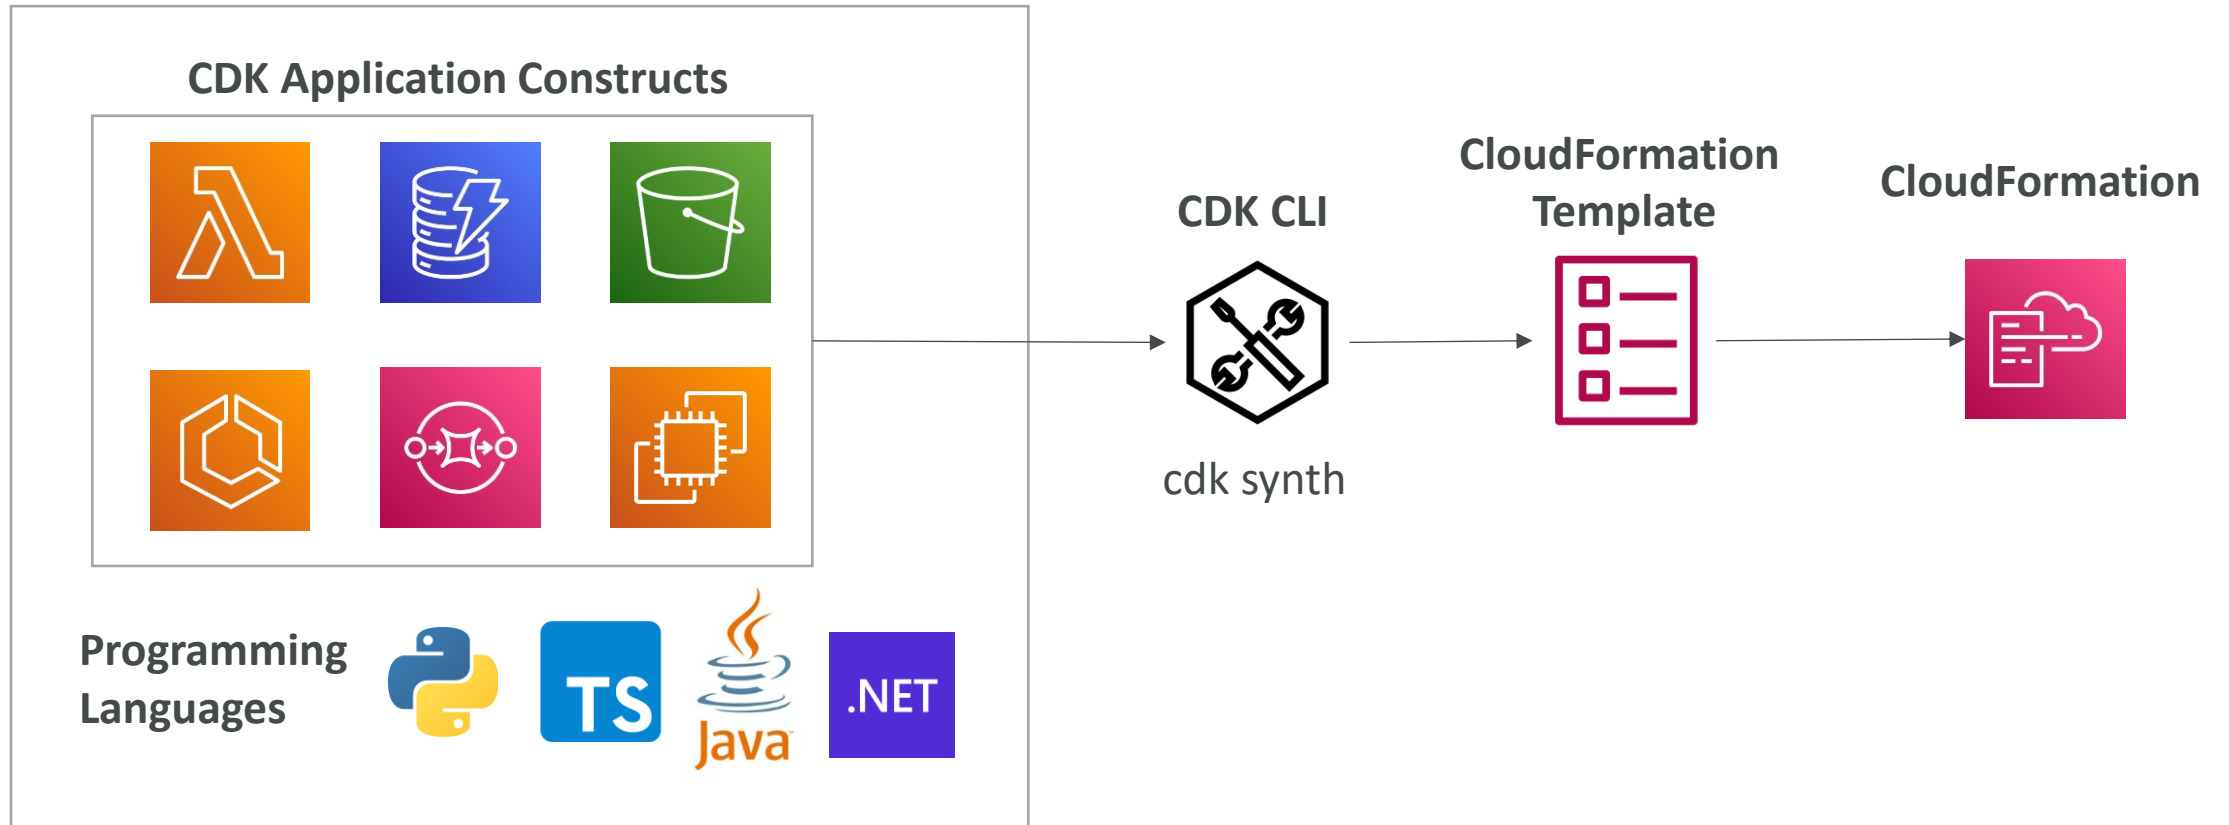 CDK Application Constructs
CloudFormation
Template
CloudFormation
CDK CLI
cdk synth
Programming
Languages
TS
Java
.NET